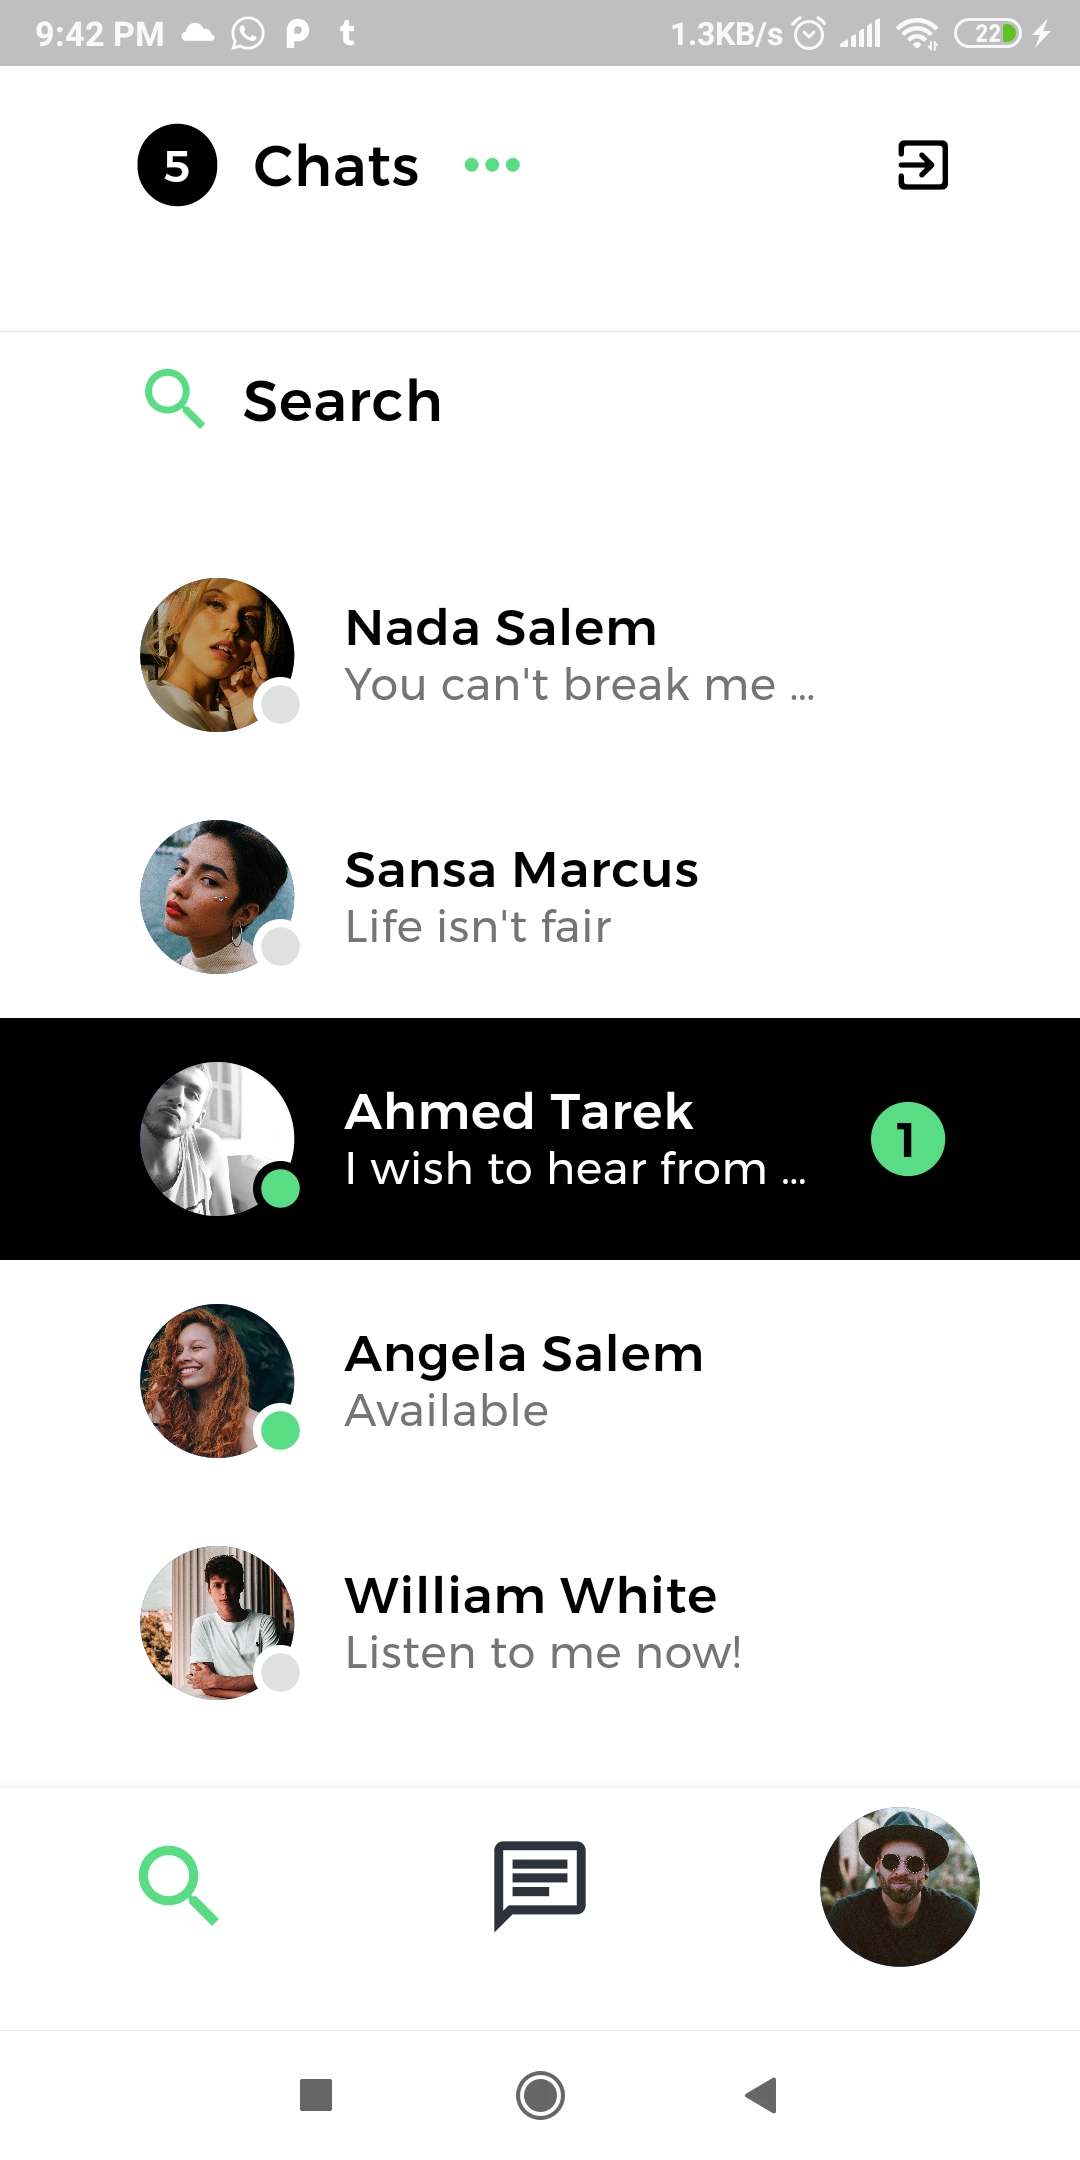 9:42 PM 1.3KB/s 22
5 Chats
Search
Nada Salem
You can't break me ...
Sansa Marcus
Life isn't fair
Ahmed Tarek
I wish to hear from ...
1
Angela Salem
Available
William White
Listen to me now!